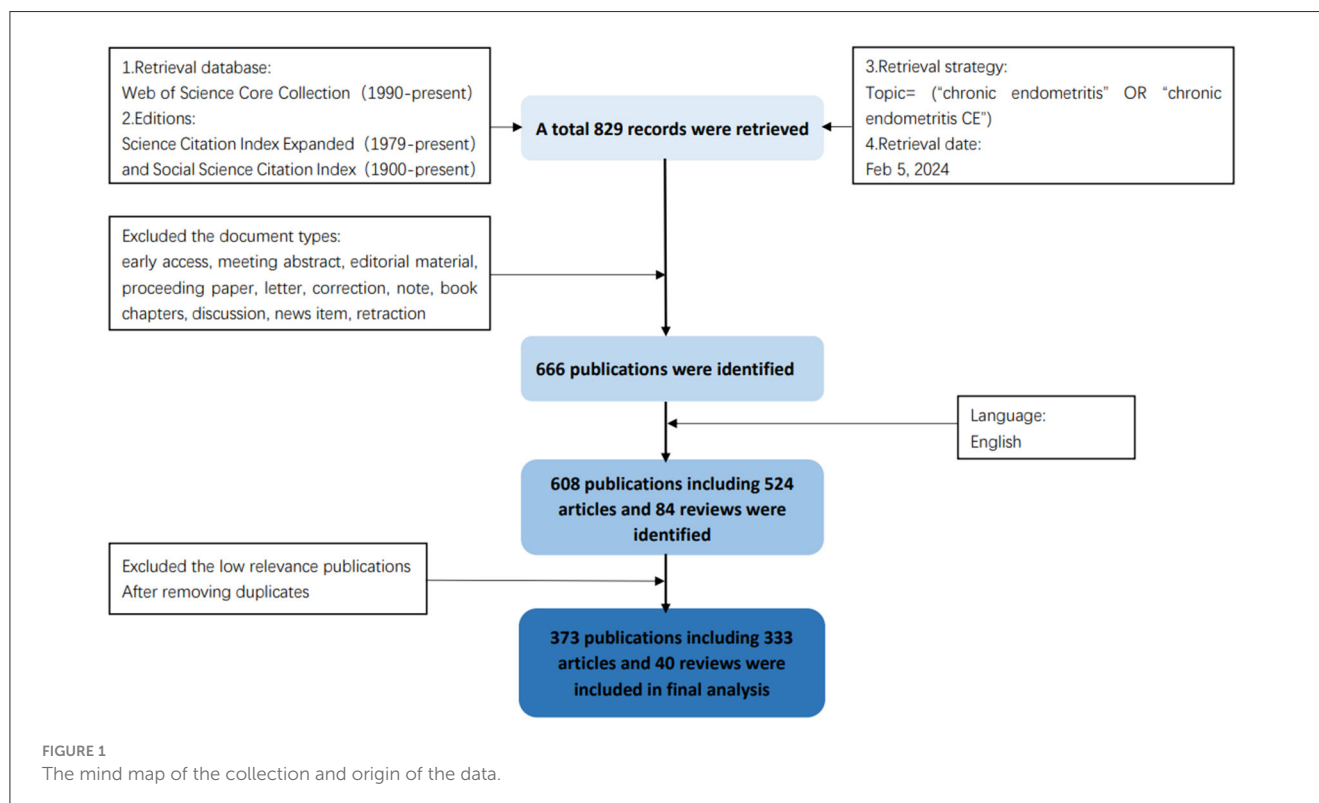 1.Retrieval database:
Web of Science Core Collection (1990-present)
2.Editions:
Science Citation Index Expanded (1979-present)
and Social Science Citation Index (1900-present)
A total 829 records were retrieved
3.Retrieval strategy:
Topic= (“chronic endometritis” OR “chronic
endometritis CE”)
4.Retrieval date:
Feb 5, 2024
Excluded the document types:
early access, meeting abstract, editorial material,
proceeding paper, letter, correction, note, book
chapters, discussion, news item, retraction
666 publications were identified
Language:
English
608 publications including 524
articles and 84 reviews were
identified
Excluded the low relevance publications
After removing duplicates
373 publications including 333
articles and 40 reviews were
included in final analysis
FIGURE 1
The mind map of the collection and origin of the data.